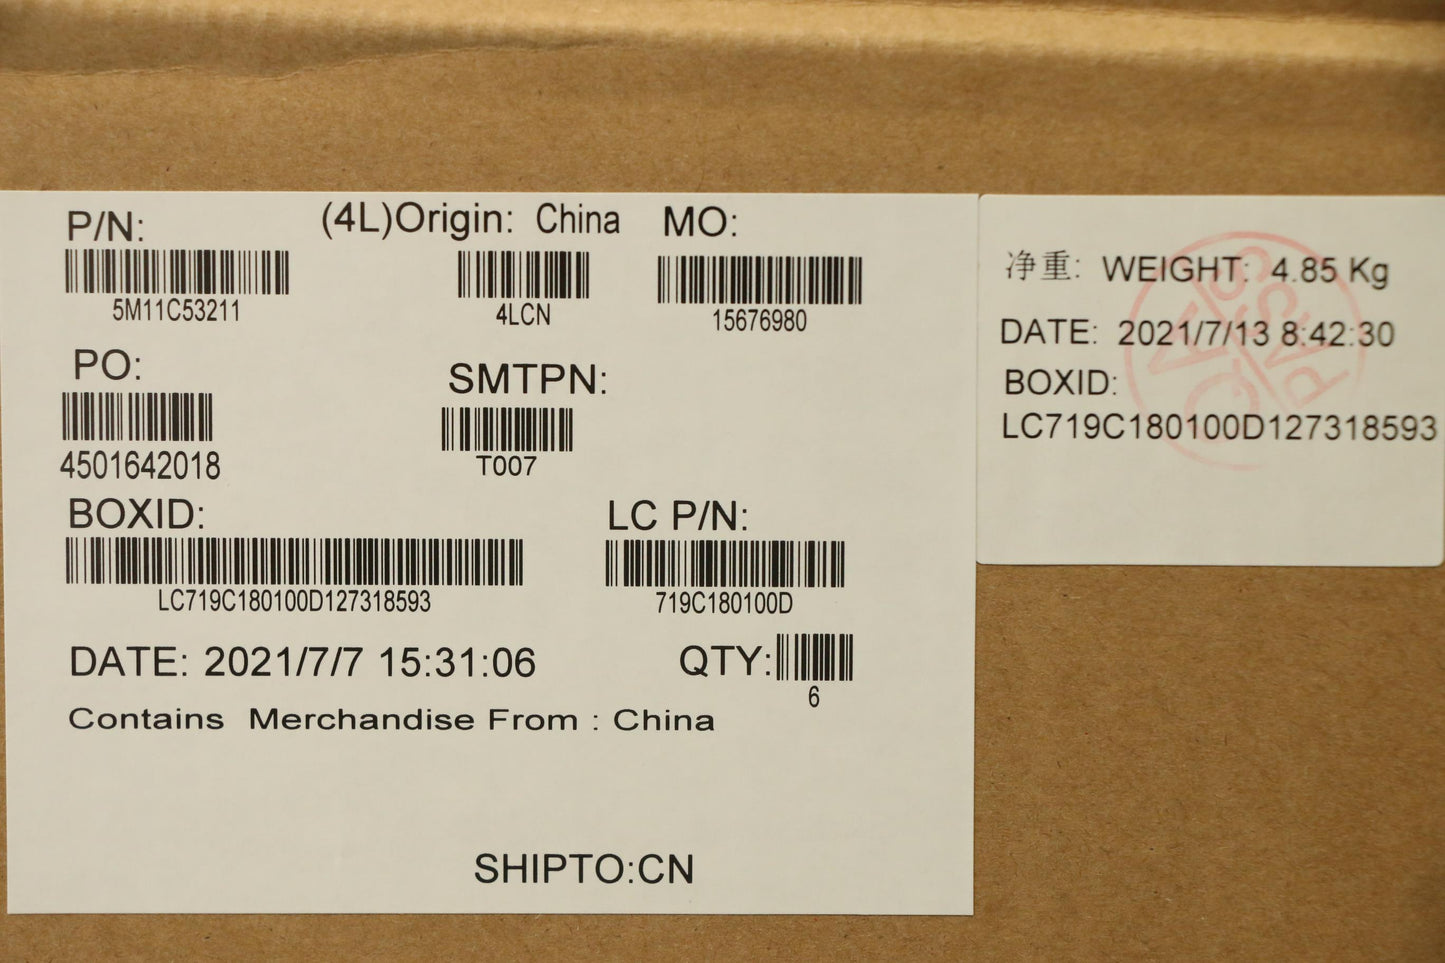 P/N:
(4L)Origin: China
MO:
5M11C53211
4LCN
15676980
PO:
SMTPN:
4501642018
T007
BOXID:
LC P/N:
LC719C180100D127318593
719C180100D
DATE: 2021/7/7 15:31:06
QTY:
6
Contains Merchandise From : China
SHIPTO:CN
净重: WEIGHT: 4.85 Kg
DATE: 2021/7/13 8:42:30
BOXID:
LC719C180100D127318593
PASS